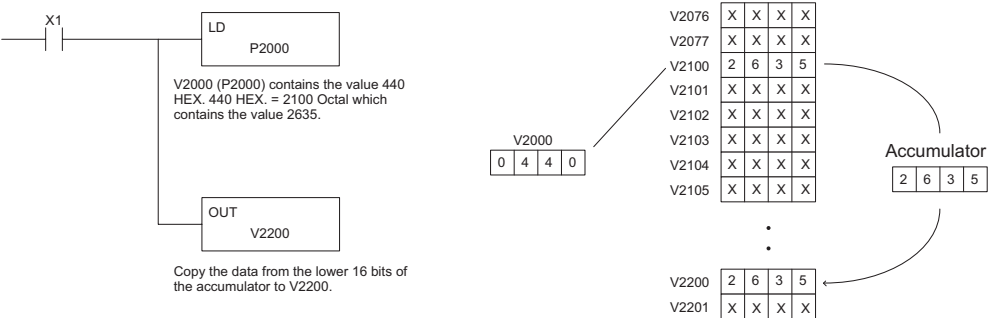 X1
LD
P2000
V2000 (P2000) contains the value 440
HEX. 440 HEX. = 2100 Octal which
contains the value 2635.
OUT
V2200
Copy the data from the lower 16 bits of
the accumulator to V2200.
V2000
0 4 4 0
V2076 X X X X
V2077 X X X X
V2100 2 6 3 5
V2101 X X X X
V2102 X X X X
V2103 X X X X
V2104 X X X X
V2105 X X X X
V2200 2 6 3 5
V2201 X X X X
Accumulator
2 6 3 5